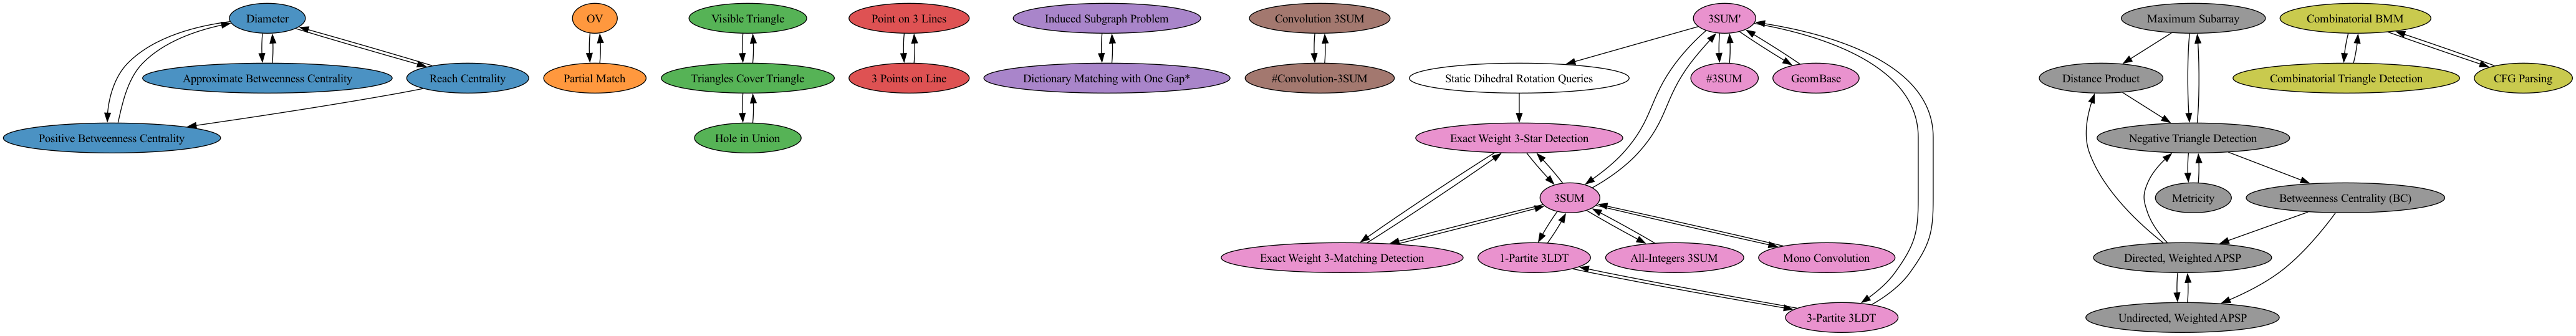 Diameter
OV
Visible Triangle
Point on 3 Lines
Induced Subgraph Problem
Convolution 3SUM
3SUM'
Maximum Subarray
Combinatorial BMM
Approximate Betweenness Centrality
Reach Centrality
Partial Match
Triangles Cover Triangle
3 Points on Line
Dictionary Matching with One Gap*
#Convolution-3SUM
Static Dihedral Rotation Queries
#3SUM
GeomBase
Distance Product
Combinatorial Triangle Detection
CFG Parsing
Positive Betweenness Centrality
Hole in Union
Exact Weight 3-Star Detection
Negative Triangle Detection
3SUM
Metricity
Betweenness Centrality (BC)
Exact Weight 3-Matching Detection
1-Partite 3LDT
All-Integers 3SUM
Mono Convolution
Directed, Weighted APSP
3-Partite 3LDT
Undirected, Weighted APSP